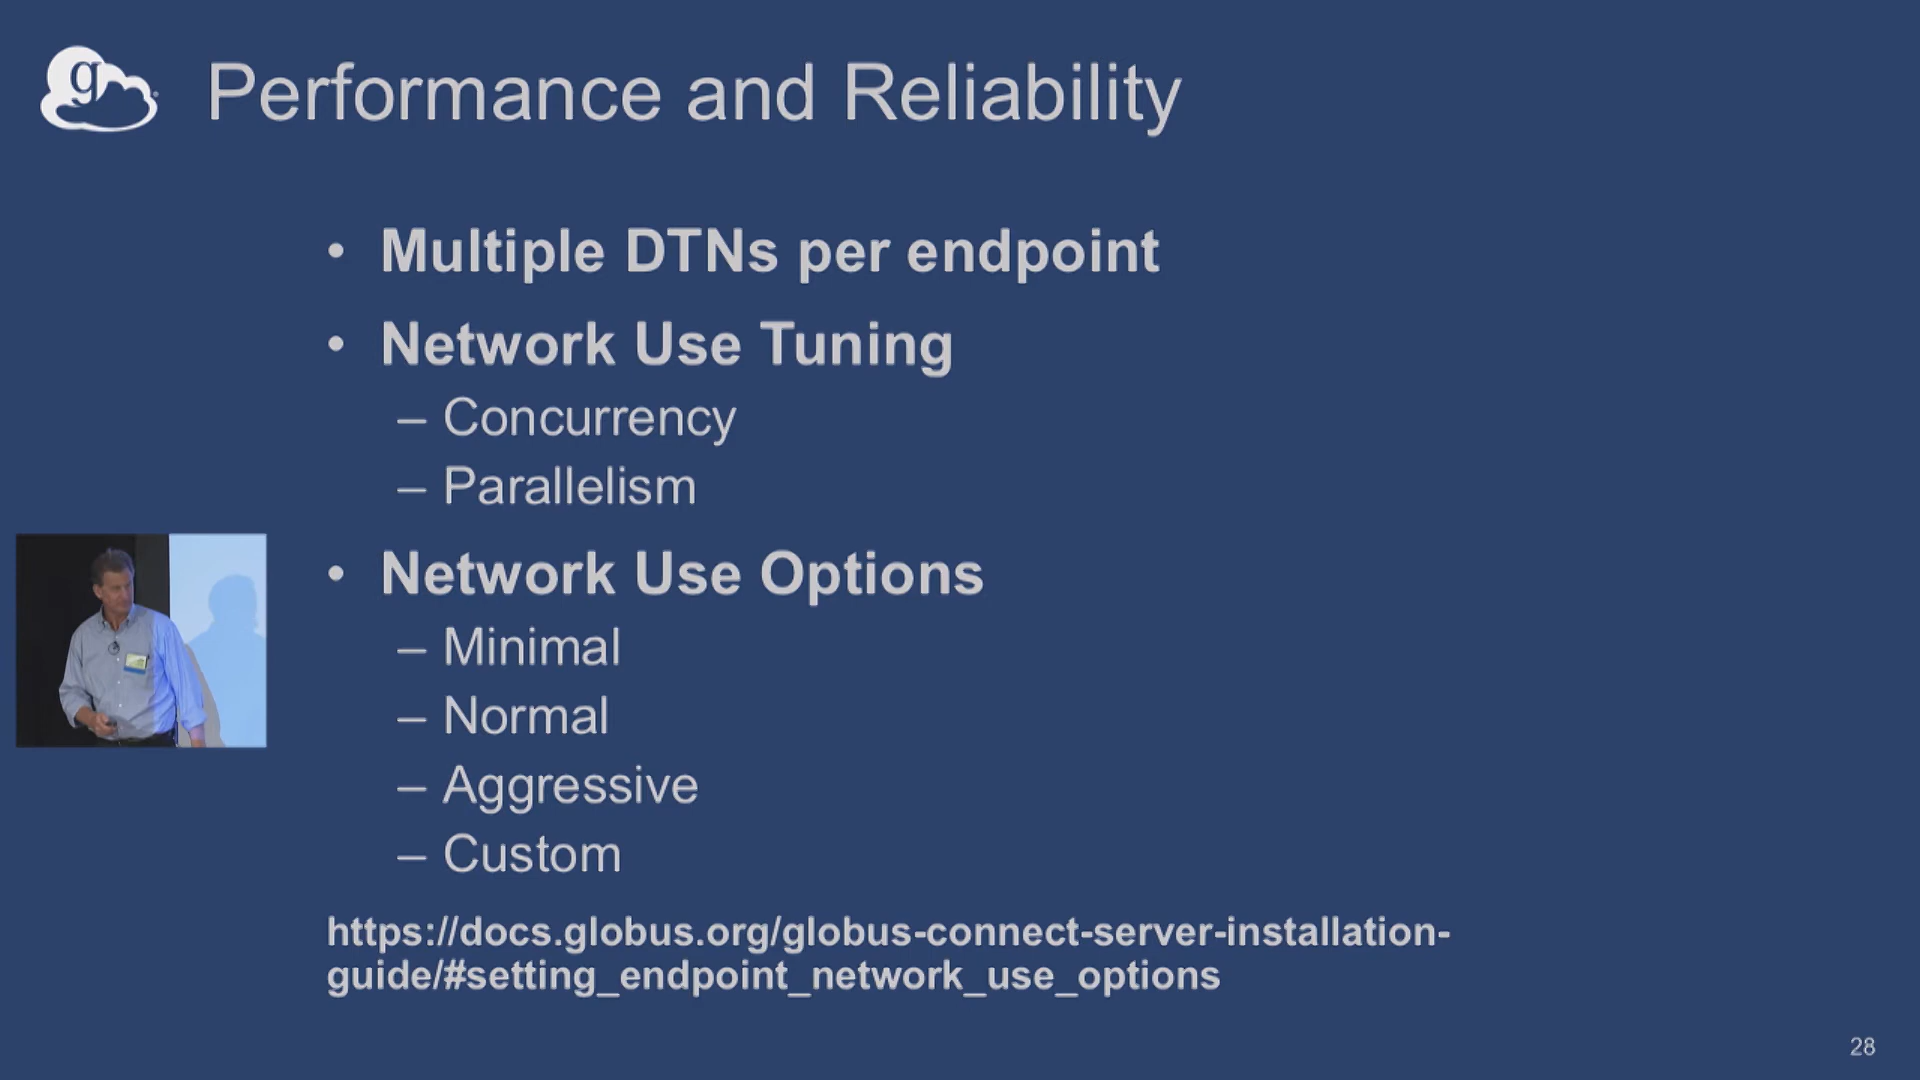 g
Performance and Reliability
• Multiple DTNs per endpoint
• Network Use Tuning
– Concurrency
– Parallelism
• Network Use Options
– Minimal
– Normal
– Aggressive
– Custom
https://docs.globus.org/globus-connect-server-installation-
guide/#setting_endpoint_network_use_options
28